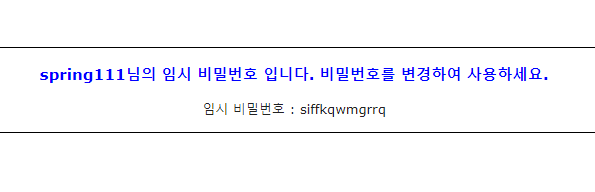 spring111님의 임시 비밀번호 입니다. 비밀번호를 변경하여 사용하세요.
임시 비밀번호 : siffkqwmgrrq